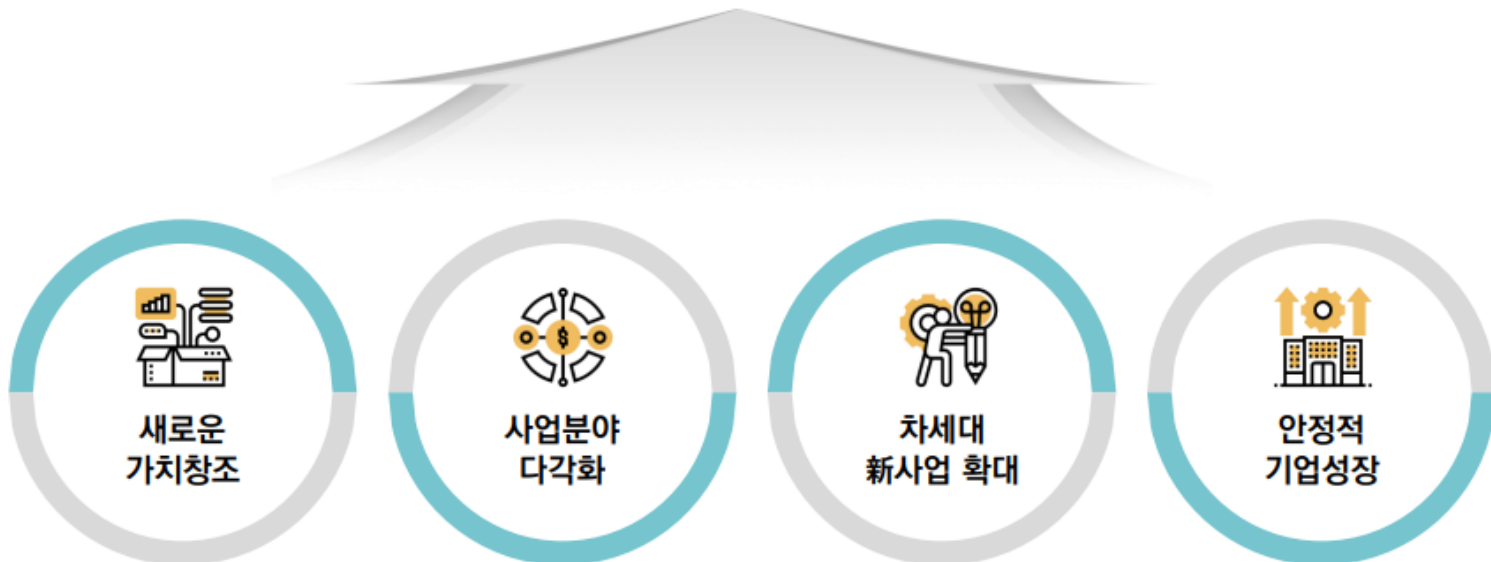 새로운
가치창조
사업분야
다각화
차세대
新사업 확대
안정적
기업성장